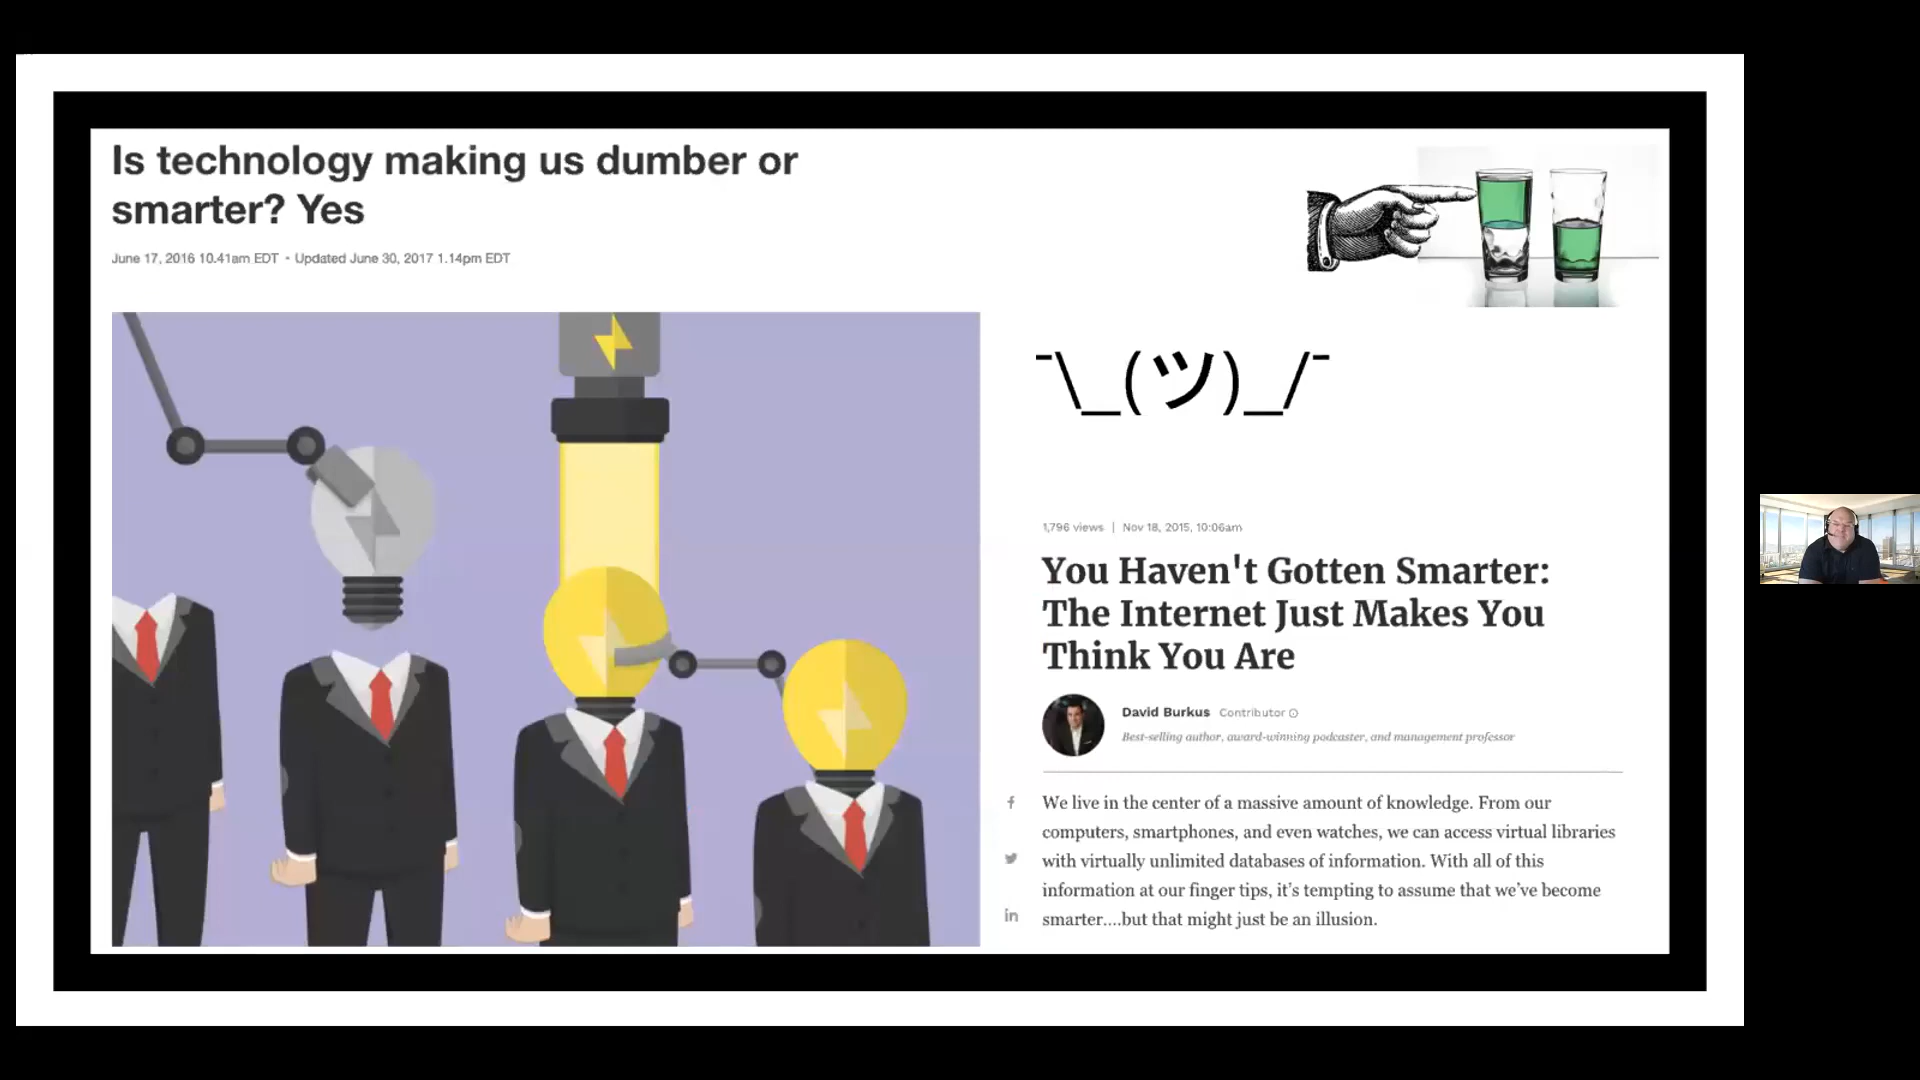 Is technology making us dumber or
smarter? Yes
June 17, 2016 10.41am EDT • Updated June 30, 2017 1.14pm EDT
¯\_(ツ)_/¯
1,796 views | Nov 18, 2015, 10:06am
You Haven't Gotten Smarter:
The Internet Just Makes You
Think You Are
David Burkus Contributor
Best-selling author, award-winning podcaster, and management professor
We live in the center of a massive amount of knowledge. From our
computers, smartphones, and even watches, we can access virtual libraries
with virtually unlimited databases of information. With all of this
information at our finger tips, it's tempting to assume that we've become
smarter....but that might just be an illusion.